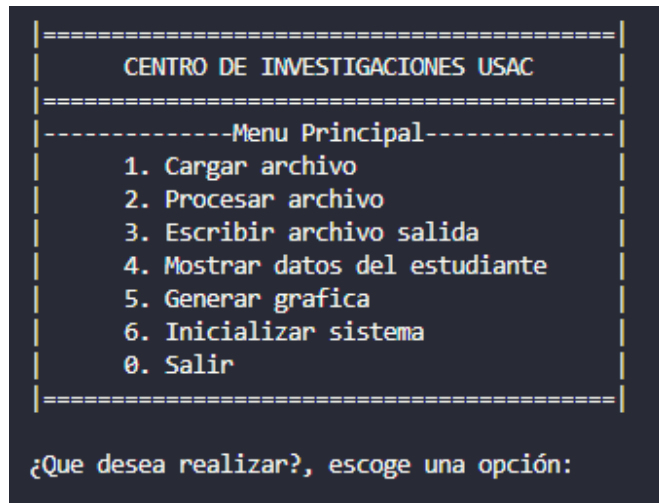 |==========================================|
|      CENTRO DE INVESTIGACIONES USAC      |
|==========================================|
|--------------Menu Principal--------------|
|      1. Cargar archivo                   |
|      2. Procesar archivo                 |
|      3. Escribir archivo salida          |
|      4. Mostrar datos del estudiante     |
|      5. Generar grafica                  |
|      6. Inicializar sistema              |
|      0. Salir                            |
|==========================================|
¿Que desea realizar?, escoge una opción: